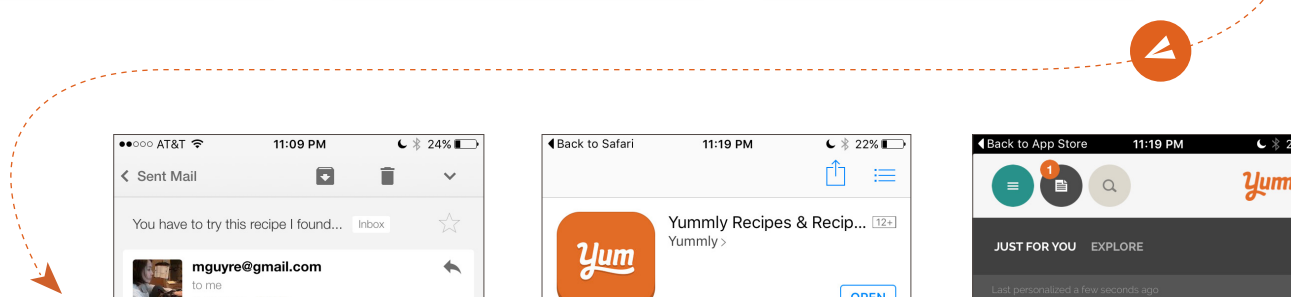 AT&T 11:09 PM 24%
Sent Mail
You have to try this recipe I found... Inbox
mguyre@gmail.com
to me
Back to Safari 11:19 PM 22%
Yummly Recipes & Recip... 12+
Yummly >
Yum
OPEN
Back to App Store 11:19 PM
1
JUST FOR YOU EXPLORE
Last personalized a few seconds ago